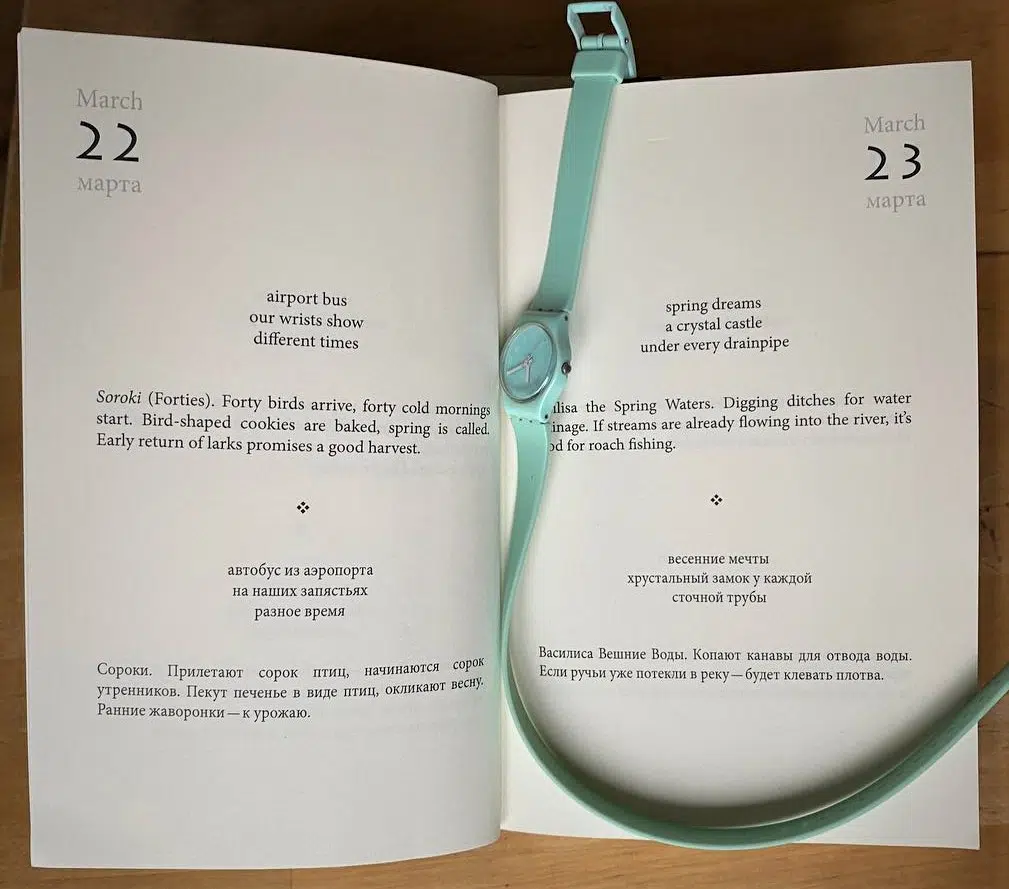 March
22
марта
airport bus
our wrists show
different times
Soroki (Forties). Forty birds arrive, forty cold mornings
start. Bird-shaped cookies are baked, spring is called.
Early return of larks promises a good harvest.
❖
автобус из аэропорта
на наших запястьях
разное время
Сороки. Прилетают сорок птиц, начинаются сорок
утренников. Пекут печенье в виде птиц, окликают весну.
Ранние жаворонки — к урожаю.
March
23
марта
spring dreams
a crystal castle
under every drainpipe
the Spring Waters. Digging ditches for water
If streams are already flowing into the river, it’s
for roach fishing.
❖
весенние мечты
хрустальный замок у каждой
сточной трубы
Василиса Вешние Воды. Копают канавы для отвода воды.
Если ручьи уже потекли в реку — будет клевать плотва.